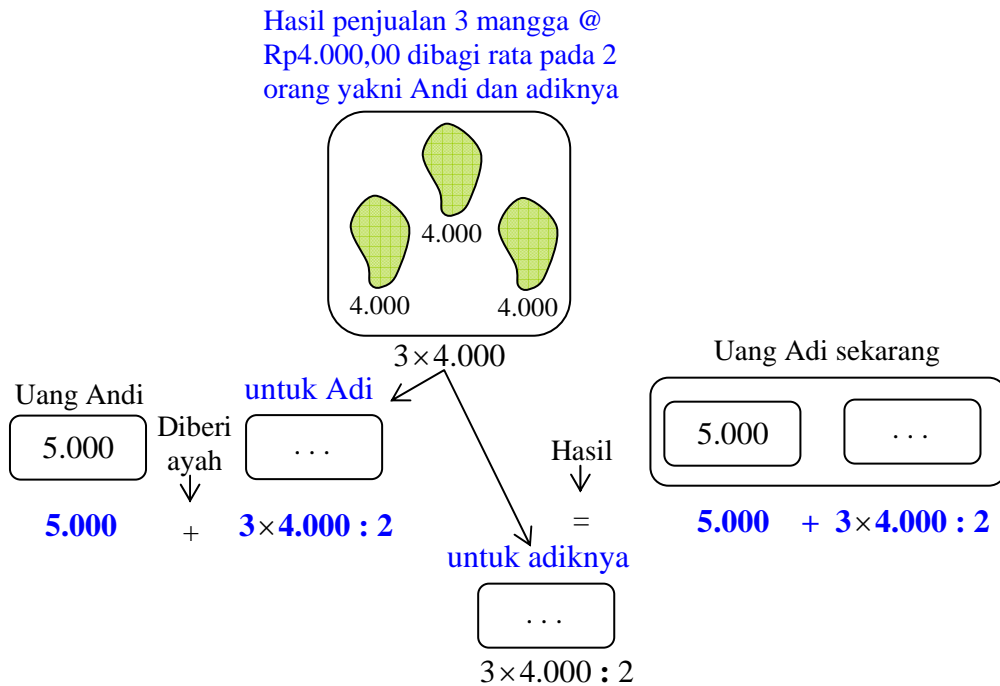 Hasil penjualan 3 mangga @
Rp4.000,00 dibagi rata pada 2
orang yakni Andi dan adiknya
4.000
4.000
4.000
3×4.000
Uang Andi
5.000
Diberi
ayah
untuk Adi
. . .
Hasil
Uang Adi sekarang
5.000
. . .
5.000 + 3×4.000 : 2 = 5.000 + 3×4.000 : 2
untuk adiknya
. . .
3×4.000 : 2